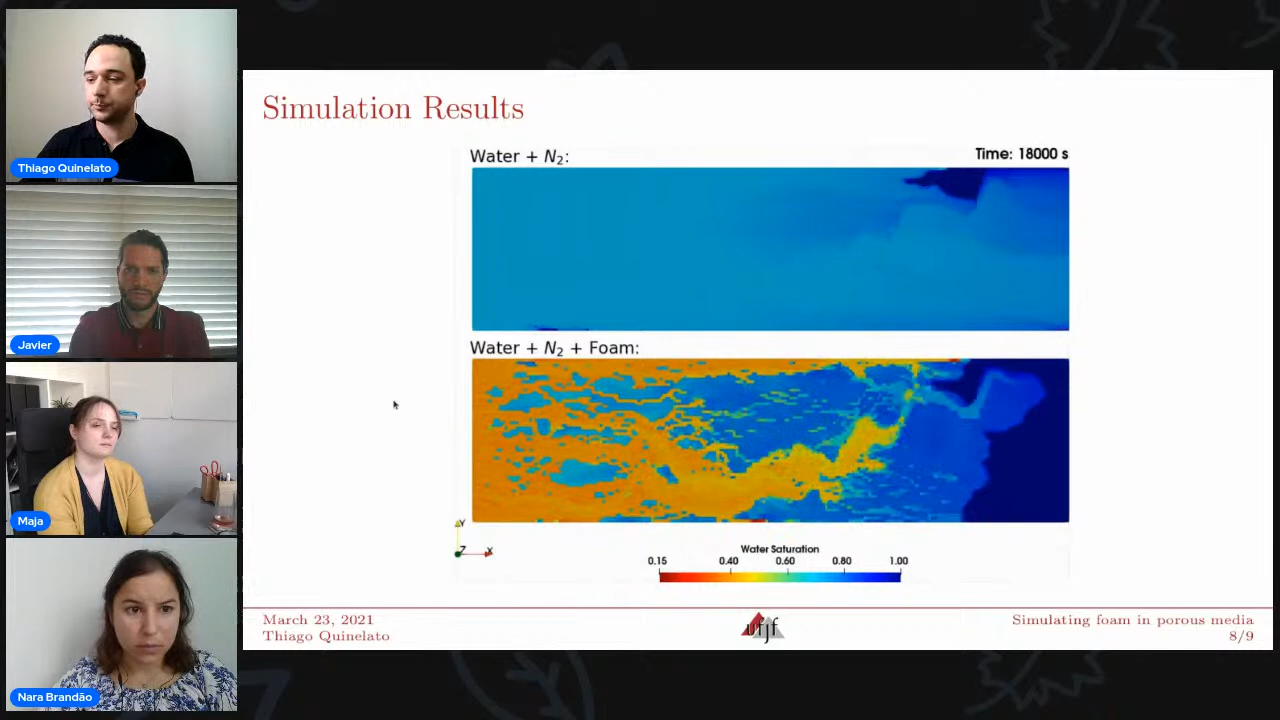 Thiago Quinelato
Javier
Maja
Nara Brandão
Simulation Results
Water + N₂:
Time: 18000 s
Water + N₂ + Foam:
Y
Z X
Water Saturation
0.15 0.40 0.60 0.80 1.00
March 23, 2021
Thiago Quinelato
ufjf
Simulating foam in porous media
8/9